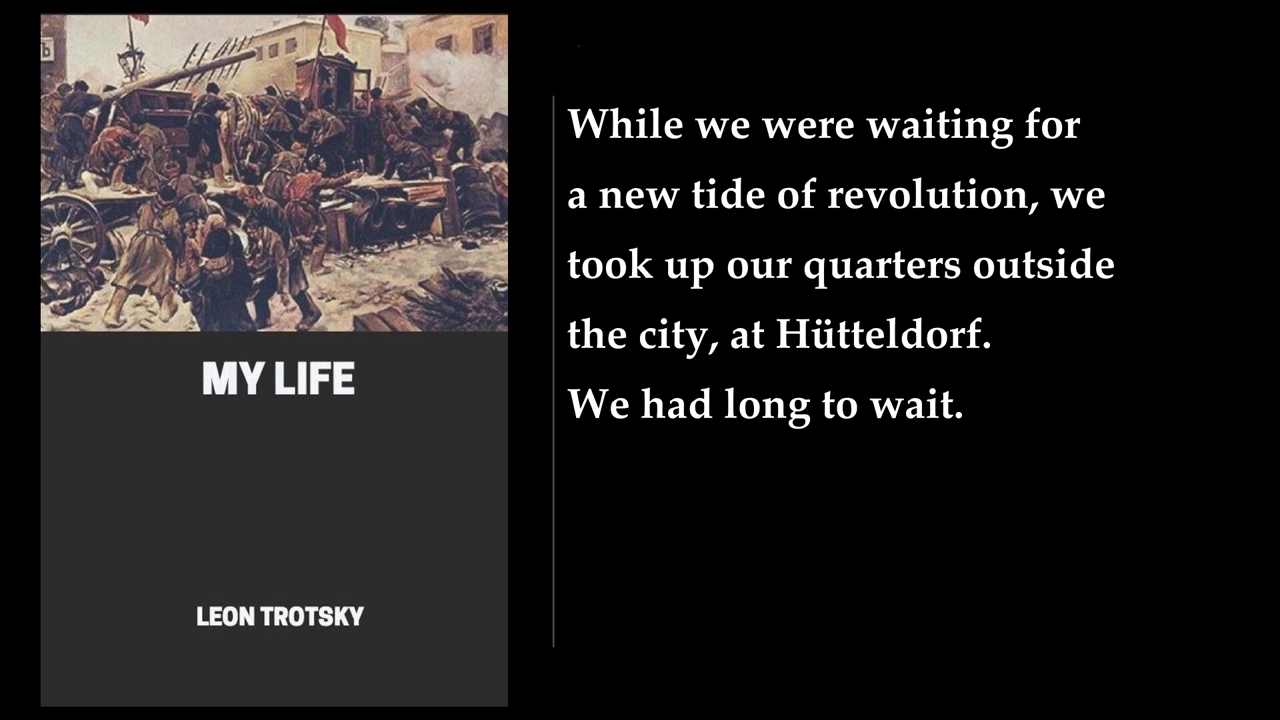 MY LIFE
LEON TROTSKY
While we were waiting for
a new tide of revolution, we
took up our quarters outside
the city, at Hütteldorf.
We had long to wait.